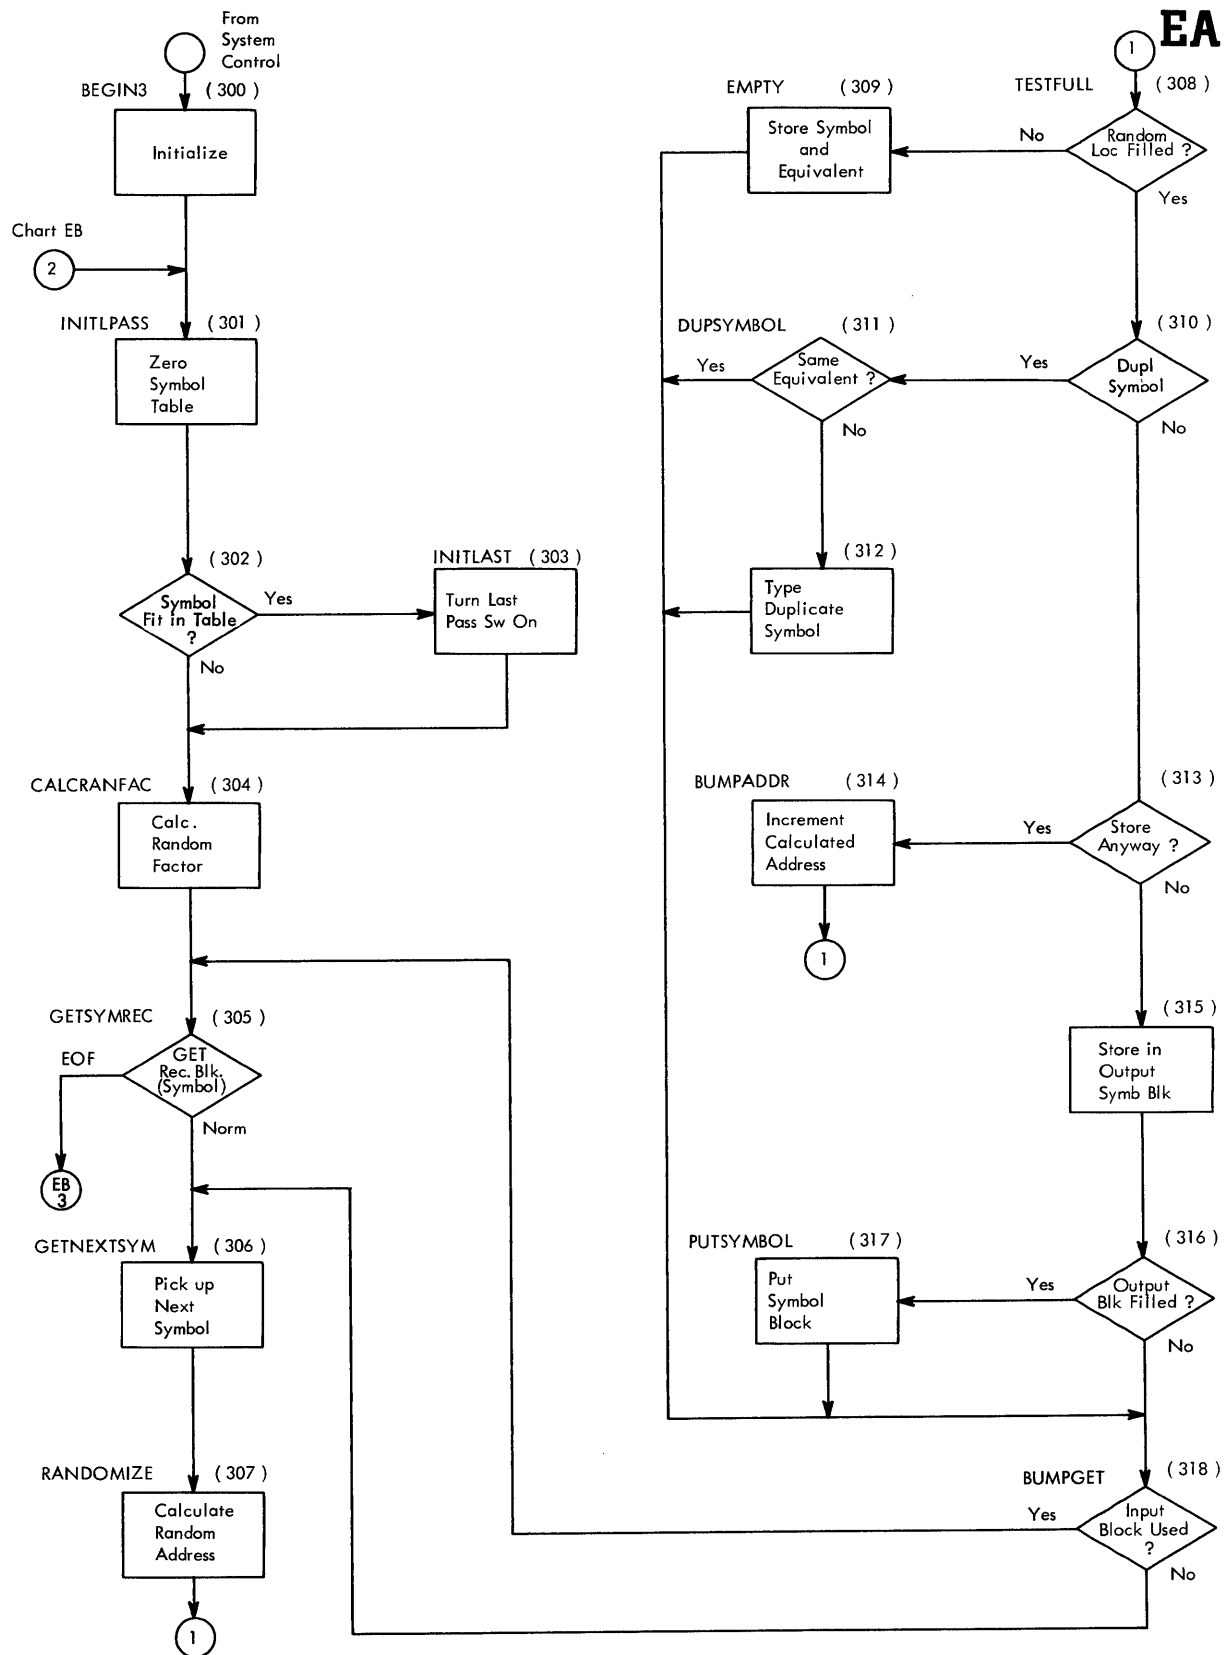 EA
From
System
Control
BEGIN3 (300)
Initialize
Chart EB
2
INITLPASS (301)
Zero
Symbol
Table
(302)
Symbol
Fit in Table
?
Yes
No
INITLAST (303)
Turn Last
Pass Sw On
CALCRANFAC (304)
Calc.
Random
Factor
GETSYMREC (305)
GET
Rec. Blk.
(Symbol)
EOF
Norm
EB
3
GETNEXTSYM (306)
Pick up
Next
Symbol
RANDOMIZE (307)
Calculate
Random
Address
1
1
TESTFULL (308)
Random
Loc Filled ?
No
Yes
EMPTY (309)
Store Symbol
and
Equivalent
(310)
Dupl
Symbol
Yes
No
DUPSYMBOL (311)
Same
Equivalent ?
Yes
No
(312)
Type
Duplicate
Symbol
(313)
Store
Anyway ?
Yes
No
BUMPADDR (314)
Increment
Calculated
Address
1
(315)
Store in
Output
Symb Blk
(316)
Output
Blk Filled ?
Yes
No
PUTSYMBOL (317)
Put
Symbol
Block
BUMPGET (318)
Input
Block Used
?
Yes
No